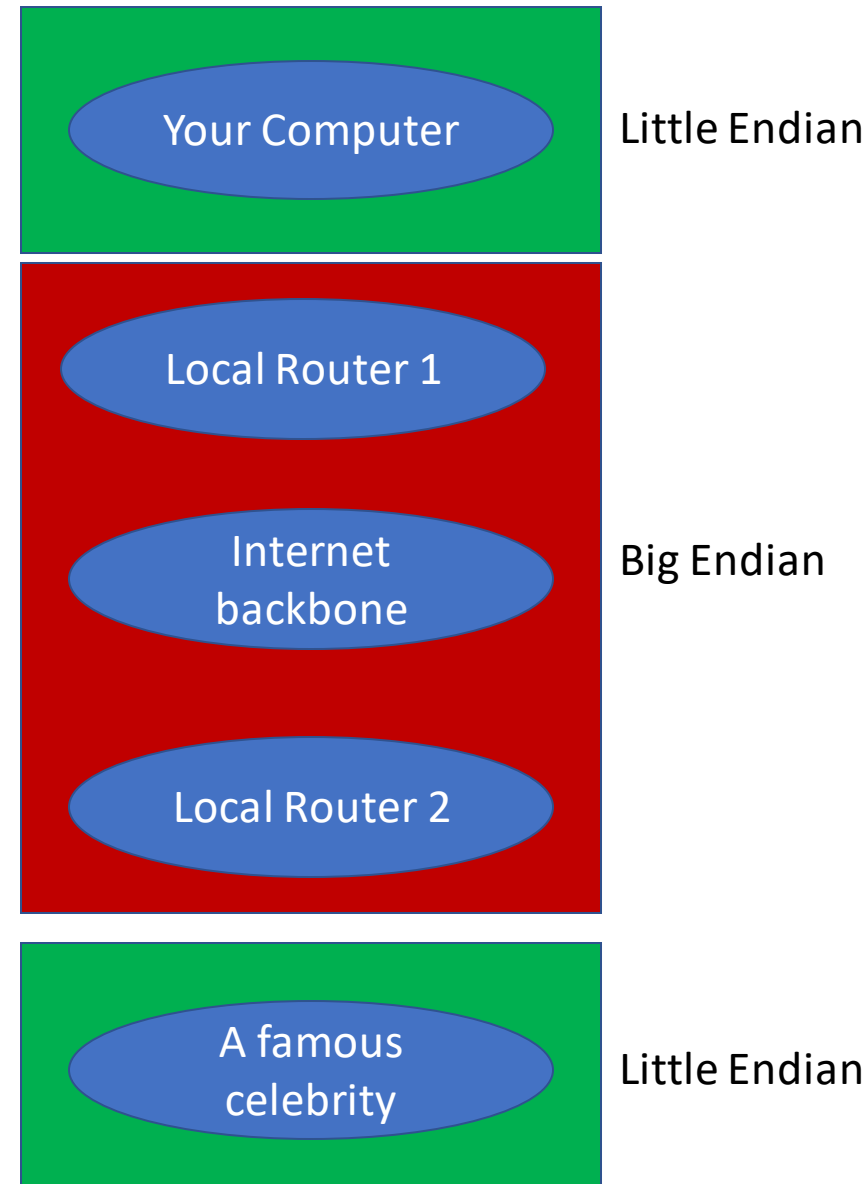 Your Computer
Little Endian
Local Router 1
Internet
backbone
Big Endian
Local Router 2
A famous
celebrity
Little Endian